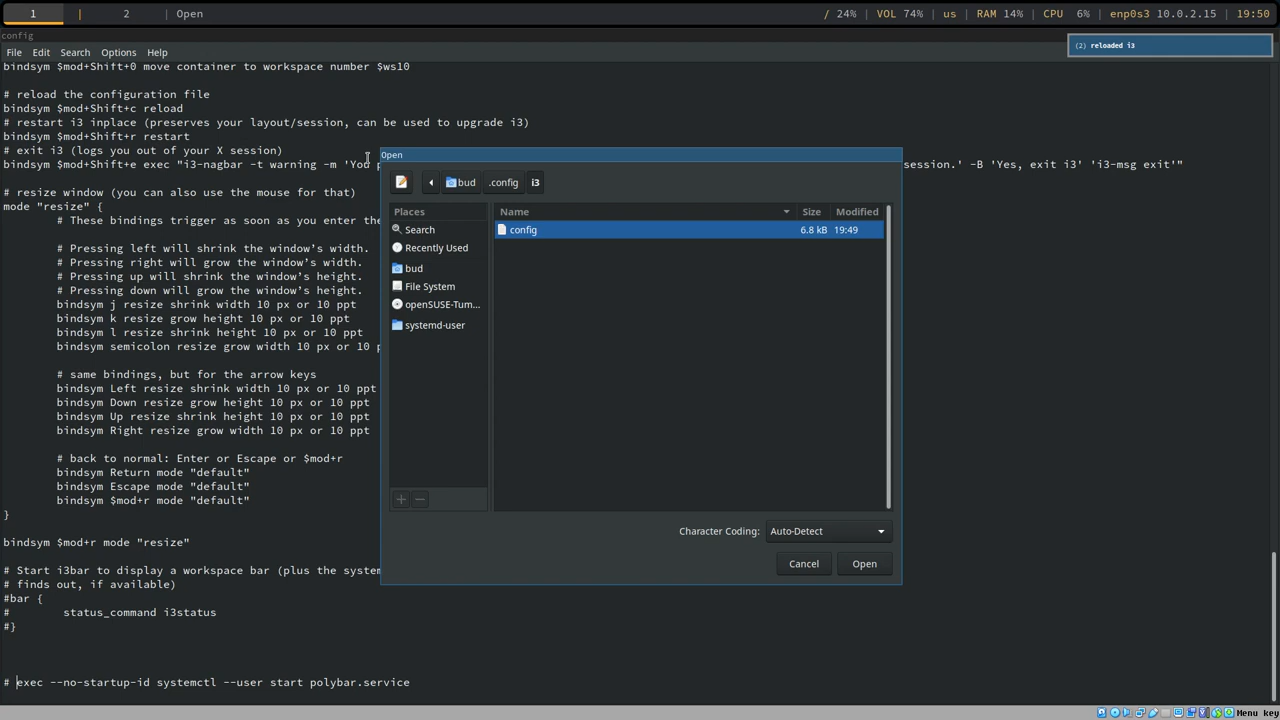 1 2 Open / 24% VOL 74% us RAM 14% CPU 6% enp0s3 10.0.2.15 19:50
config
(2) reloaded i3
File Edit Search Options Help
bindsym $mod+Shift+0 move container to workspace number $ws10
# reload the configuration file
bindsym $mod+Shift+c reload
# restart i3 inplace (preserves your layout/session, can be used to upgrade i3)
bindsym $mod+Shift+r restart
# exit i3 (logs you out of your X session)
bindsym $mod+Shift+e exec "i3-nagbar -t warning -m 'You p
session.' -B 'Yes, exit i3' 'i3-msg exit'"
# resize window (you can also use the mouse for that)
mode "resize" {
# These bindings trigger as soon as you enter the
# Pressing left will shrink the window’s width.
# Pressing right will grow the window’s width.
# Pressing up will shrink the window’s height.
# Pressing down will grow the window’s height.
bindsym j resize shrink width 10 px or 10 ppt
bindsym k resize grow height 10 px or 10 ppt
bindsym l resize shrink height 10 px or 10 ppt
bindsym semicolon resize grow width 10 px or 10 p
# same bindings, but for the arrow keys
bindsym Left resize shrink width 10 px or 10 ppt
bindsym Down resize grow height 10 px or 10 ppt
bindsym Up resize shrink height 10 px or 10 ppt
bindsym Right resize grow width 10 px or 10 ppt
# back to normal: Enter or Escape or $mod+r
bindsym Return mode "default"
bindsym Escape mode "default"
bindsym $mod+r mode "default"
}
bindsym $mod+r mode "resize"
# Start i3bar to display a workspace bar (plus the system
# finds out, if available)
#bar {
# status_command i3status
#}
# exec --no-startup-id systemctl --user start polybar.service
Open
bud .config i3
Places
Search
Recently Used
bud
File System
openSUSE-Tum...
systemd-user
Name Size Modified
config 6.8 kB 19:49
Character Coding: Auto-Detect
Cancel Open
Menu key